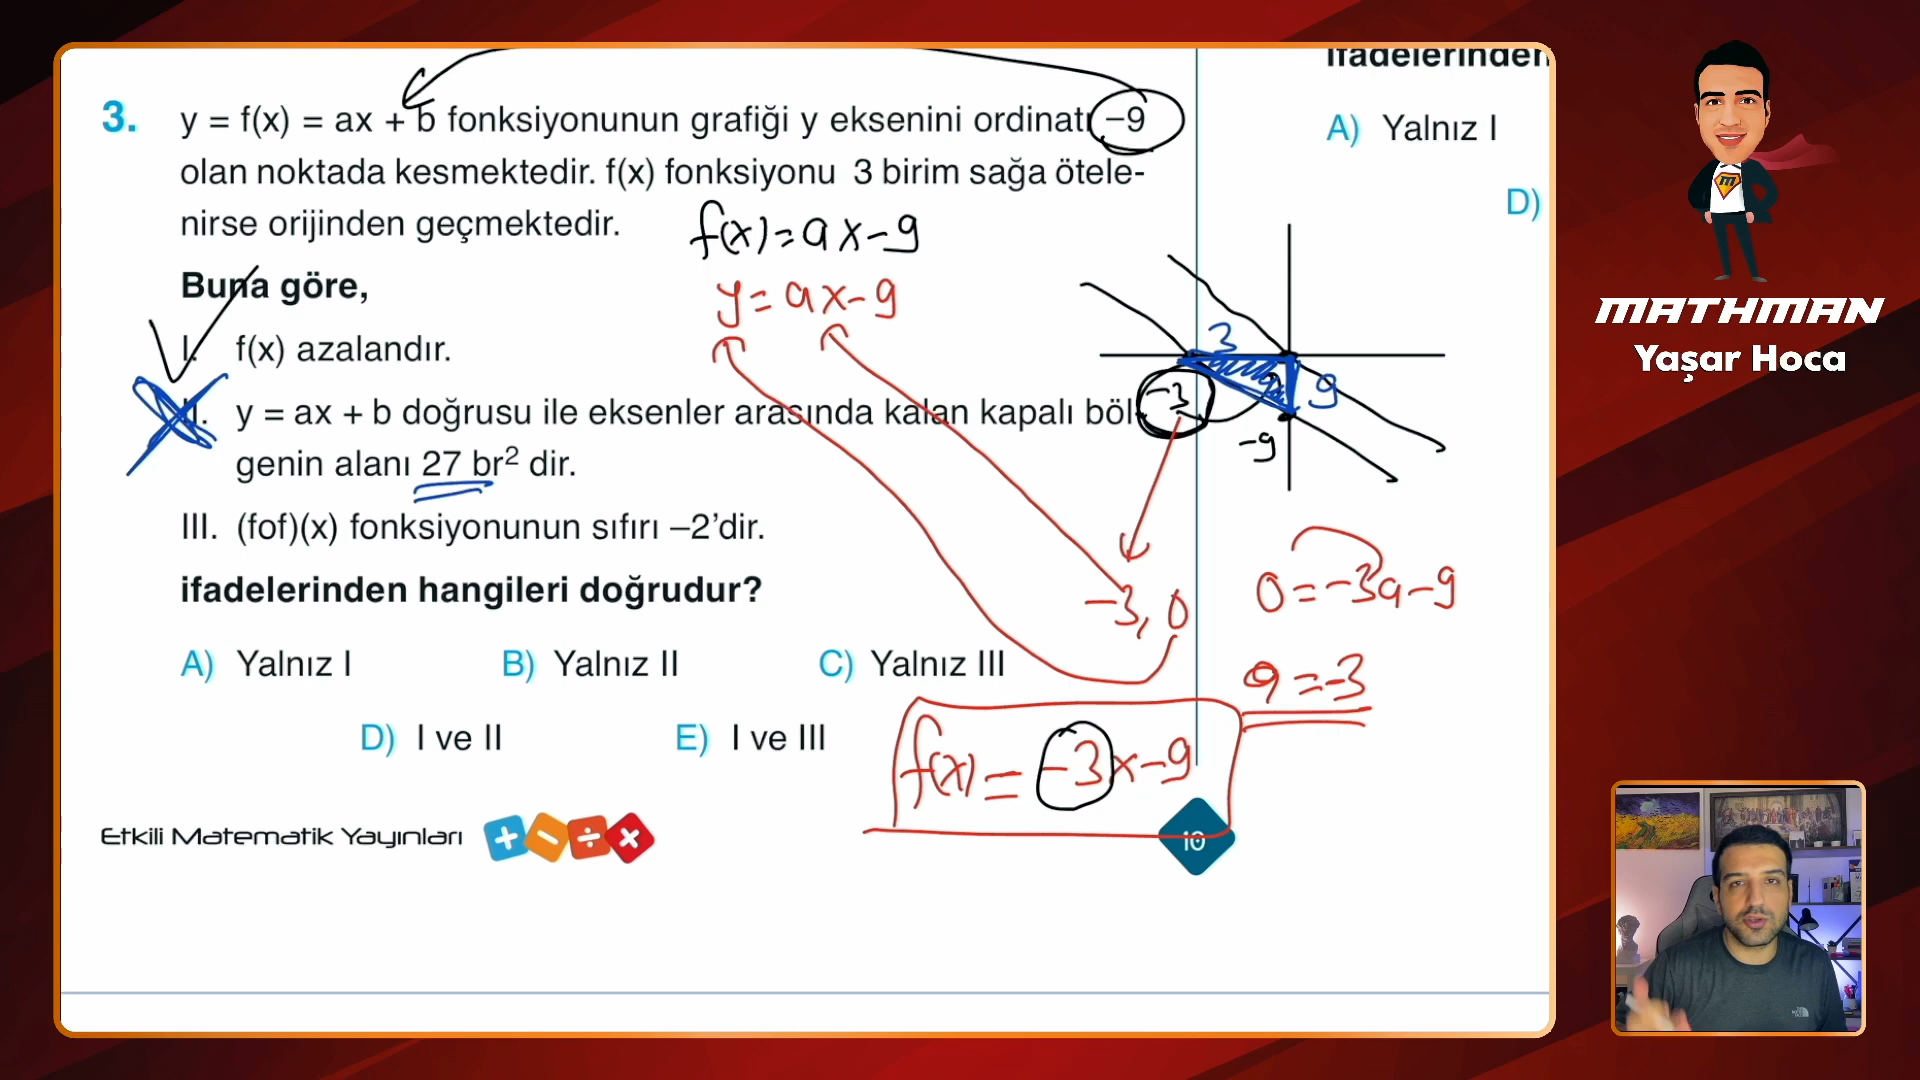 ifadelerinden
3. y = f(x) = ax + b fonksiyonunun grafiği y eksenini ordinatı −9
olan noktada kesmektedir. f(x) fonksiyonu 3 birim sağa ötele-
nirse orijinden geçmektedir.
f(x)=ax-9
y=ax-9
Buna göre,
I. f(x) azalandır.
II. y = ax + b doğrusu ile eksenler arasında kalan kapalı böl-
genin alanı 27 br² dir.
III. (fof)(x) fonksiyonunun sıfırı −2’dir.
ifadelerinden hangileri doğrudur?
A) Yalnız I
B) Yalnız II
C) Yalnız III
D) I ve II
E) I ve III
3
9
-3
-9
-3, 0
0=-3a-9
a=-3
f(x)=-3x-9
Etkili Matematik Yayınları
+ − ÷ ×
10
A) Yalnız I
D)
m
MATHMAN
Yaşar Hoca